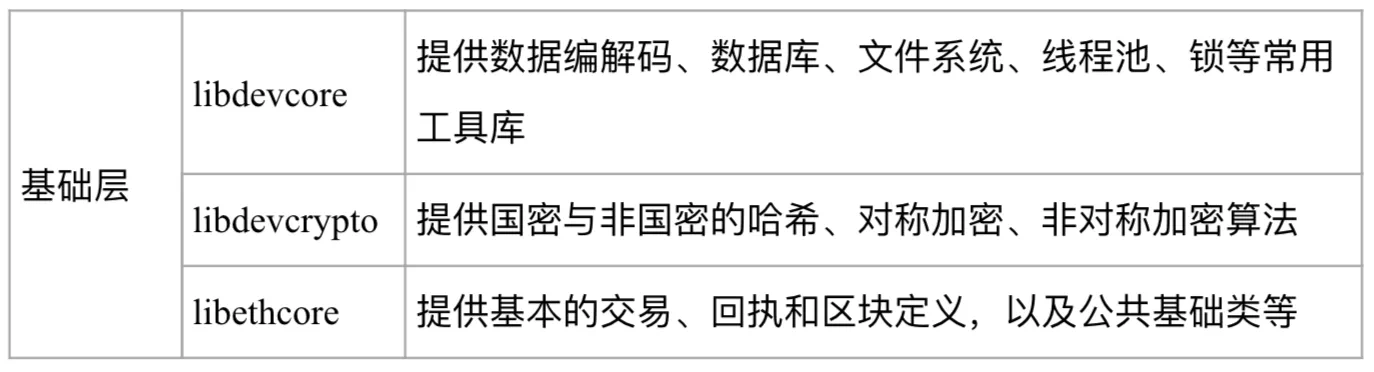 基础层
libdevcore
提供数据编解码、数据库、文件系统、线程池、锁等常用
工具库
libdevcrypto
提供国密与非国密的哈希、对称加密、非对称加密算法
libethcore
提供基本的交易、回执和区块定义，以及公共基础类等